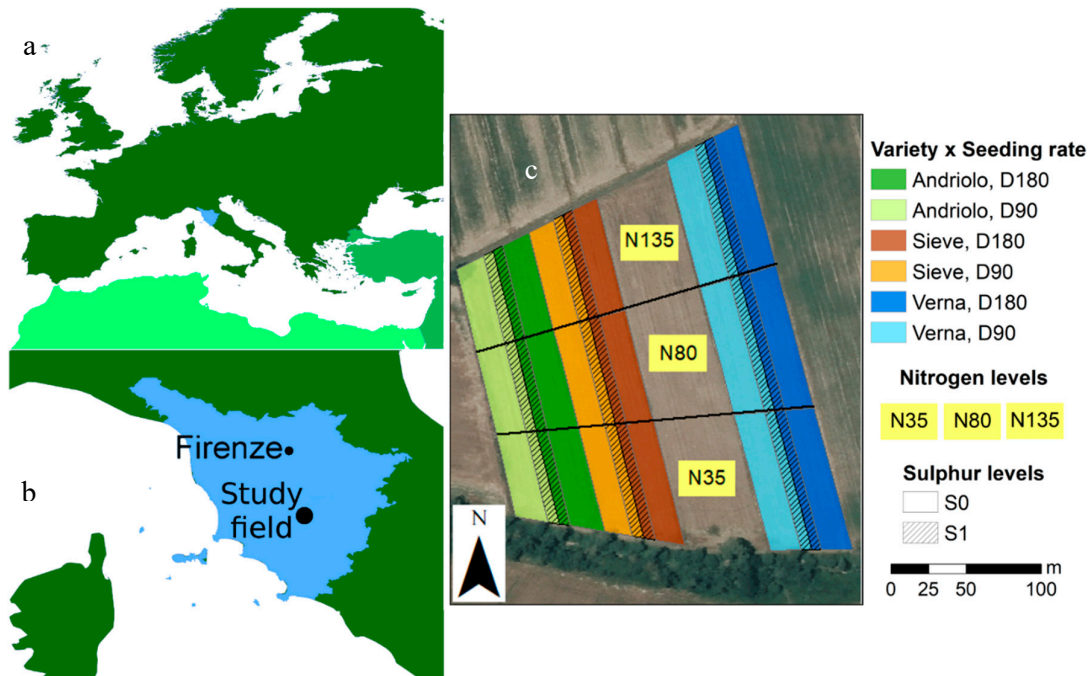 a
b
Firenze
Study
field
c
N135
N80
N35
N
Variety x Seeding rate
Andriolo, D180
Andriolo, D90
Sieve, D180
Sieve, D90
Verna, D180
Verna, D90
Nitrogen levels
N35 N80 N135
Sulphur levels
S0
S1
m
0 25 50 100